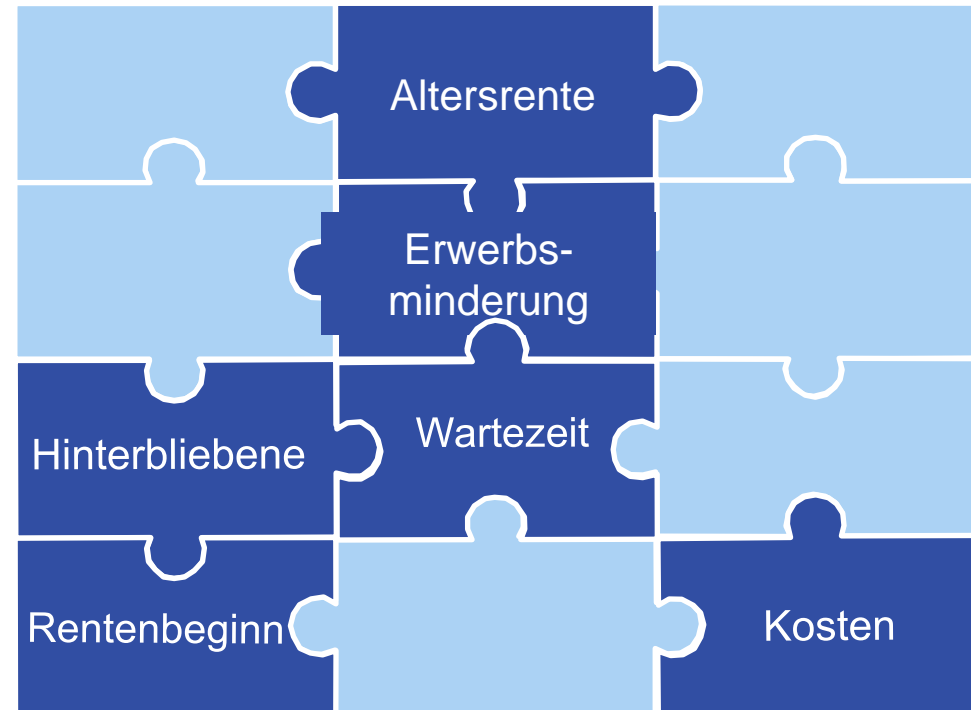 Altersrente
Erwerbs-
minderung
Hinterbliebene
Wartezeit
Rentenbeginn
Kosten